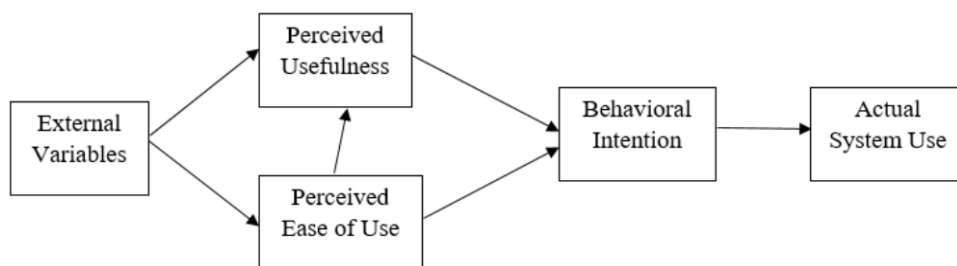 Perceived
Usefulness
External
Variables
Perceived
Ease of Use
Behavioral
Intention
Actual
System Use